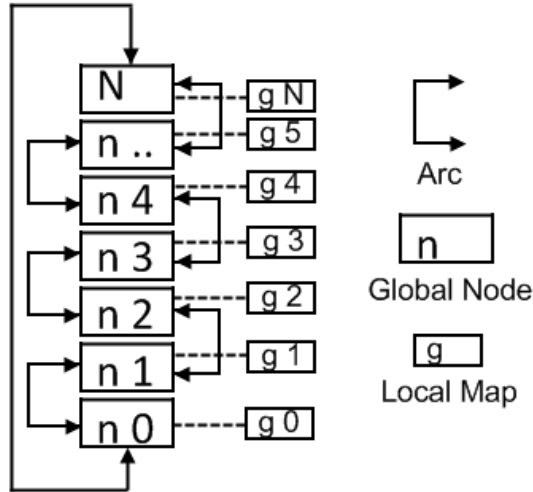 N
g N
n ..
g 5
n 4
g 4
n 3
g 3
n 2
g 2
n 1
g 1
n 0
g 0
Arc
n
Global Node
g
Local Map